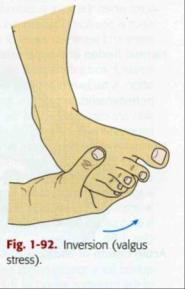 Fig. 1-92. Inversion (valgus
stress).